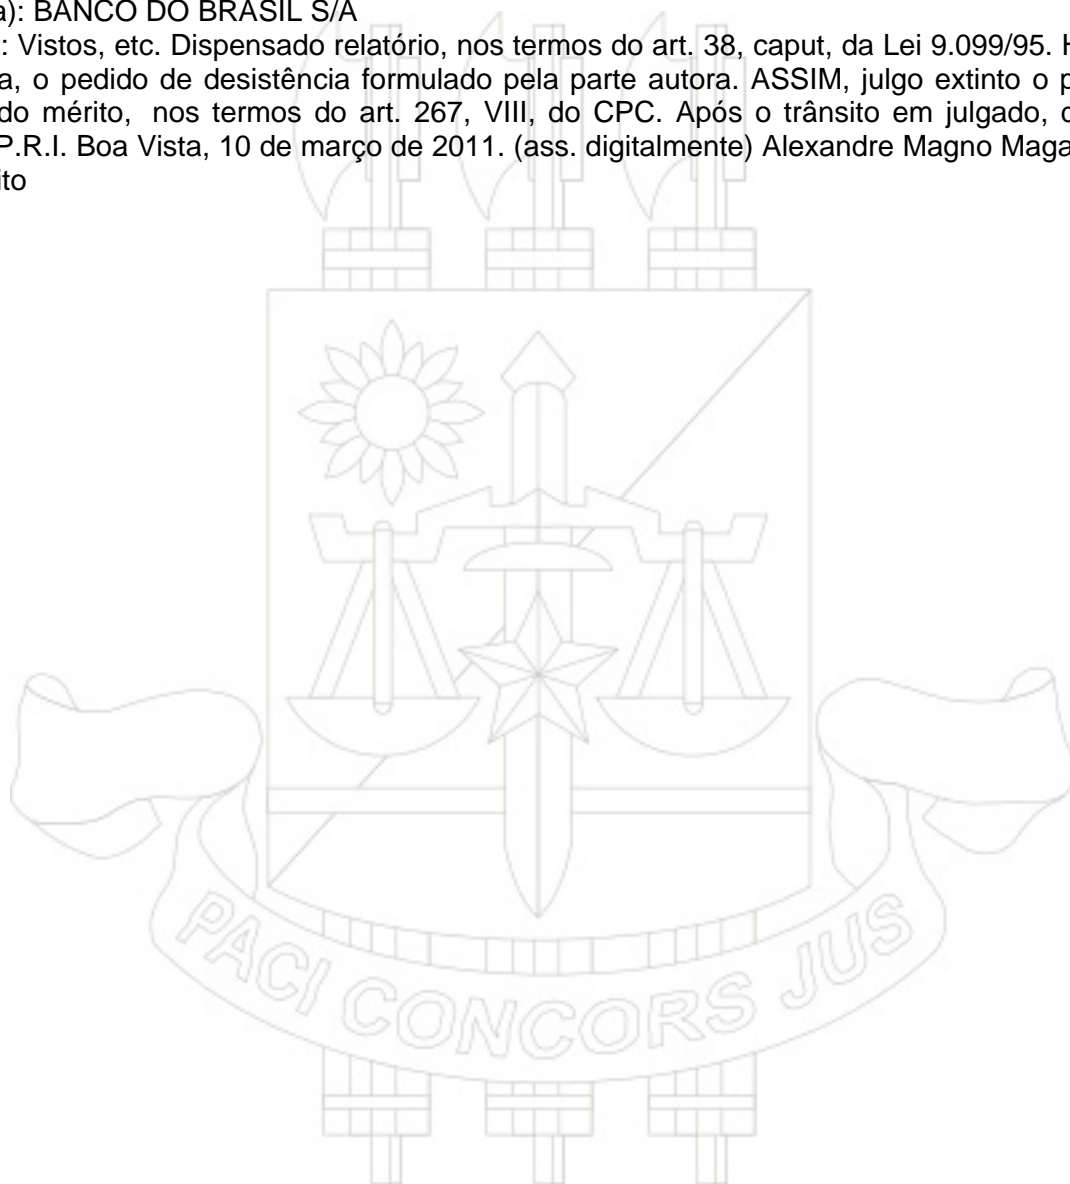 a): BANCO DO BRASIL S/A
: Vistos, etc. Dispensado relatório, nos termos do art. 38, caput, da Lei 9.099/95. H
a, o pedido de desistência formulado pela parte autora. ASSIM, julgo extinto o p
do mérito, nos termos do art. 267, VIII, do CPC. Após o trânsito em julgado,
P.R.I. Boa Vista, 10 de março de 2011. (ass. digitalmente) Alexandre Magno Maga
ito
PACI CONCORS JUS